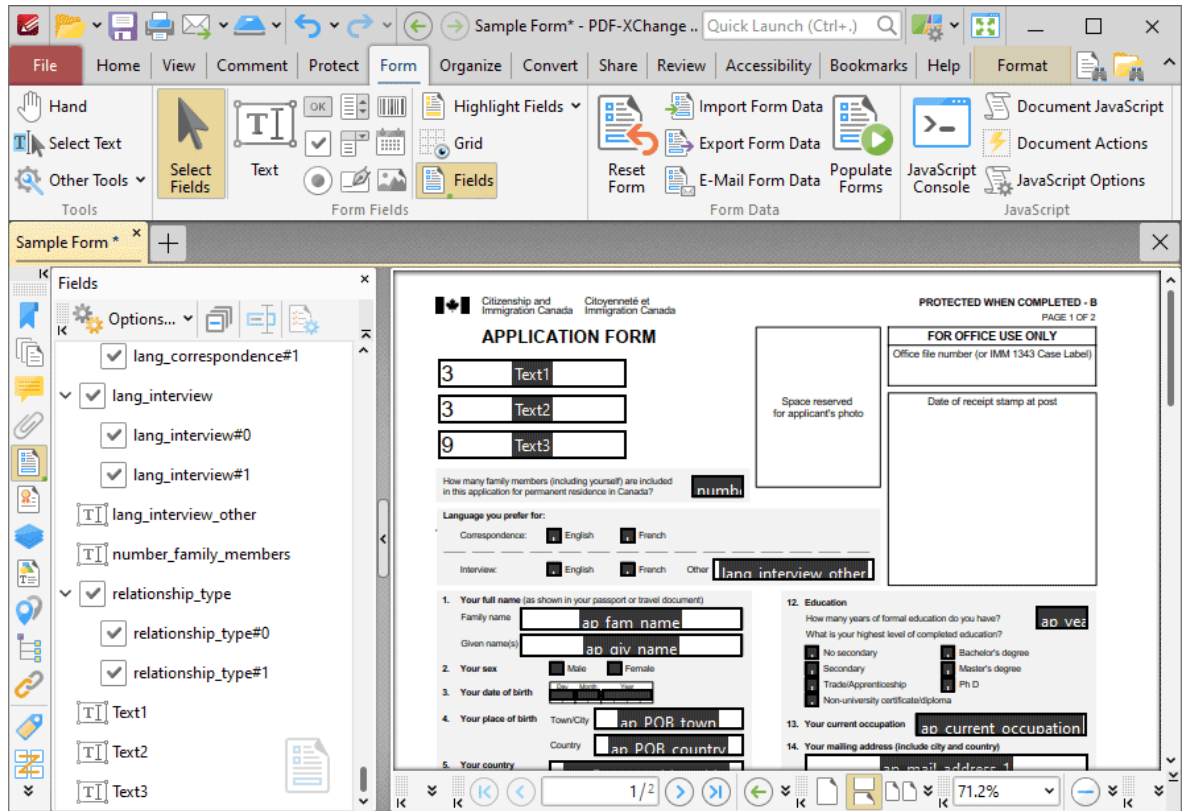 Sample Form* - PDF-XChange ..
Quick Launch (Ctrl+.)
File Home View Comment Protect Form Organize Convert Share Review Accessibility Bookmarks Help Format
Hand
Select Text
Other Tools
Tools
Select Fields
Text
OK
Highlight Fields
Grid
Fields
Form Fields
Reset Form
Import Form Data
Export Form Data
E-Mail Form Data
Populate Forms
Form Data
JavaScript Console
Document JavaScript
Document Actions
JavaScript Options
JavaScript
Sample Form *
Fields
Options...
lang_correspondence#1
lang_interview
lang_interview#0
lang_interview#1
lang_interview_other
number_family_members
relationship_type
relationship_type#0
relationship_type#1
Text1
Text2
Text3
Citizenship and Immigration Canada
Citoyenneté et Immigration Canada
PROTECTED WHEN COMPLETED - B
PAGE 1 OF 2
APPLICATION FORM
3 Text1
3 Text2
9 Text3
Space reserved
for applicant's photo
FOR OFFICE USE ONLY
Office file number (or IMM 1343 Case Label)
Date of receipt stamp at post
How many family members (including yourself) are included
in this application for permanent residence in Canada?
numb
Language you prefer for:
Correspondence: English French
Interview: English French Other lang_interview_other
1. Your full name (as shown in your passport or travel document)
Family name ap_fam_name
Given name(s) ap_giv_name
2. Your sex Male Female
3. Your date of birth Day Month Year
4. Your place of birth Town/City ap_POB_town
Country ap_POB_country
5. Your country
12. Education
How many years of formal education do you have? ap_yea
What is your highest level of completed education?
No secondary Bachelor's degree
Secondary Master's degree
Trade/Apprenticeship Ph D
Non-university certificate/diploma
13. Your current occupation ap_current_occupation
14. Your mailing address (include city and country)
ap_mail_address_1
1/2
71.2%